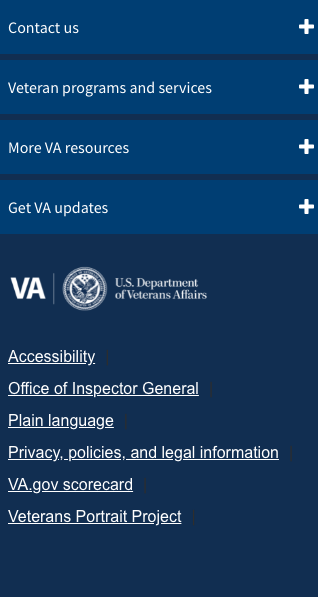 Contact us
Veteran programs and services
More VA resources
Get VA updates
VA
U.S. Department
of Veterans Affairs
Accessibility
Office of Inspector General
Plain language
Privacy, policies, and legal information
VA.gov scorecard
Veterans Portrait Project